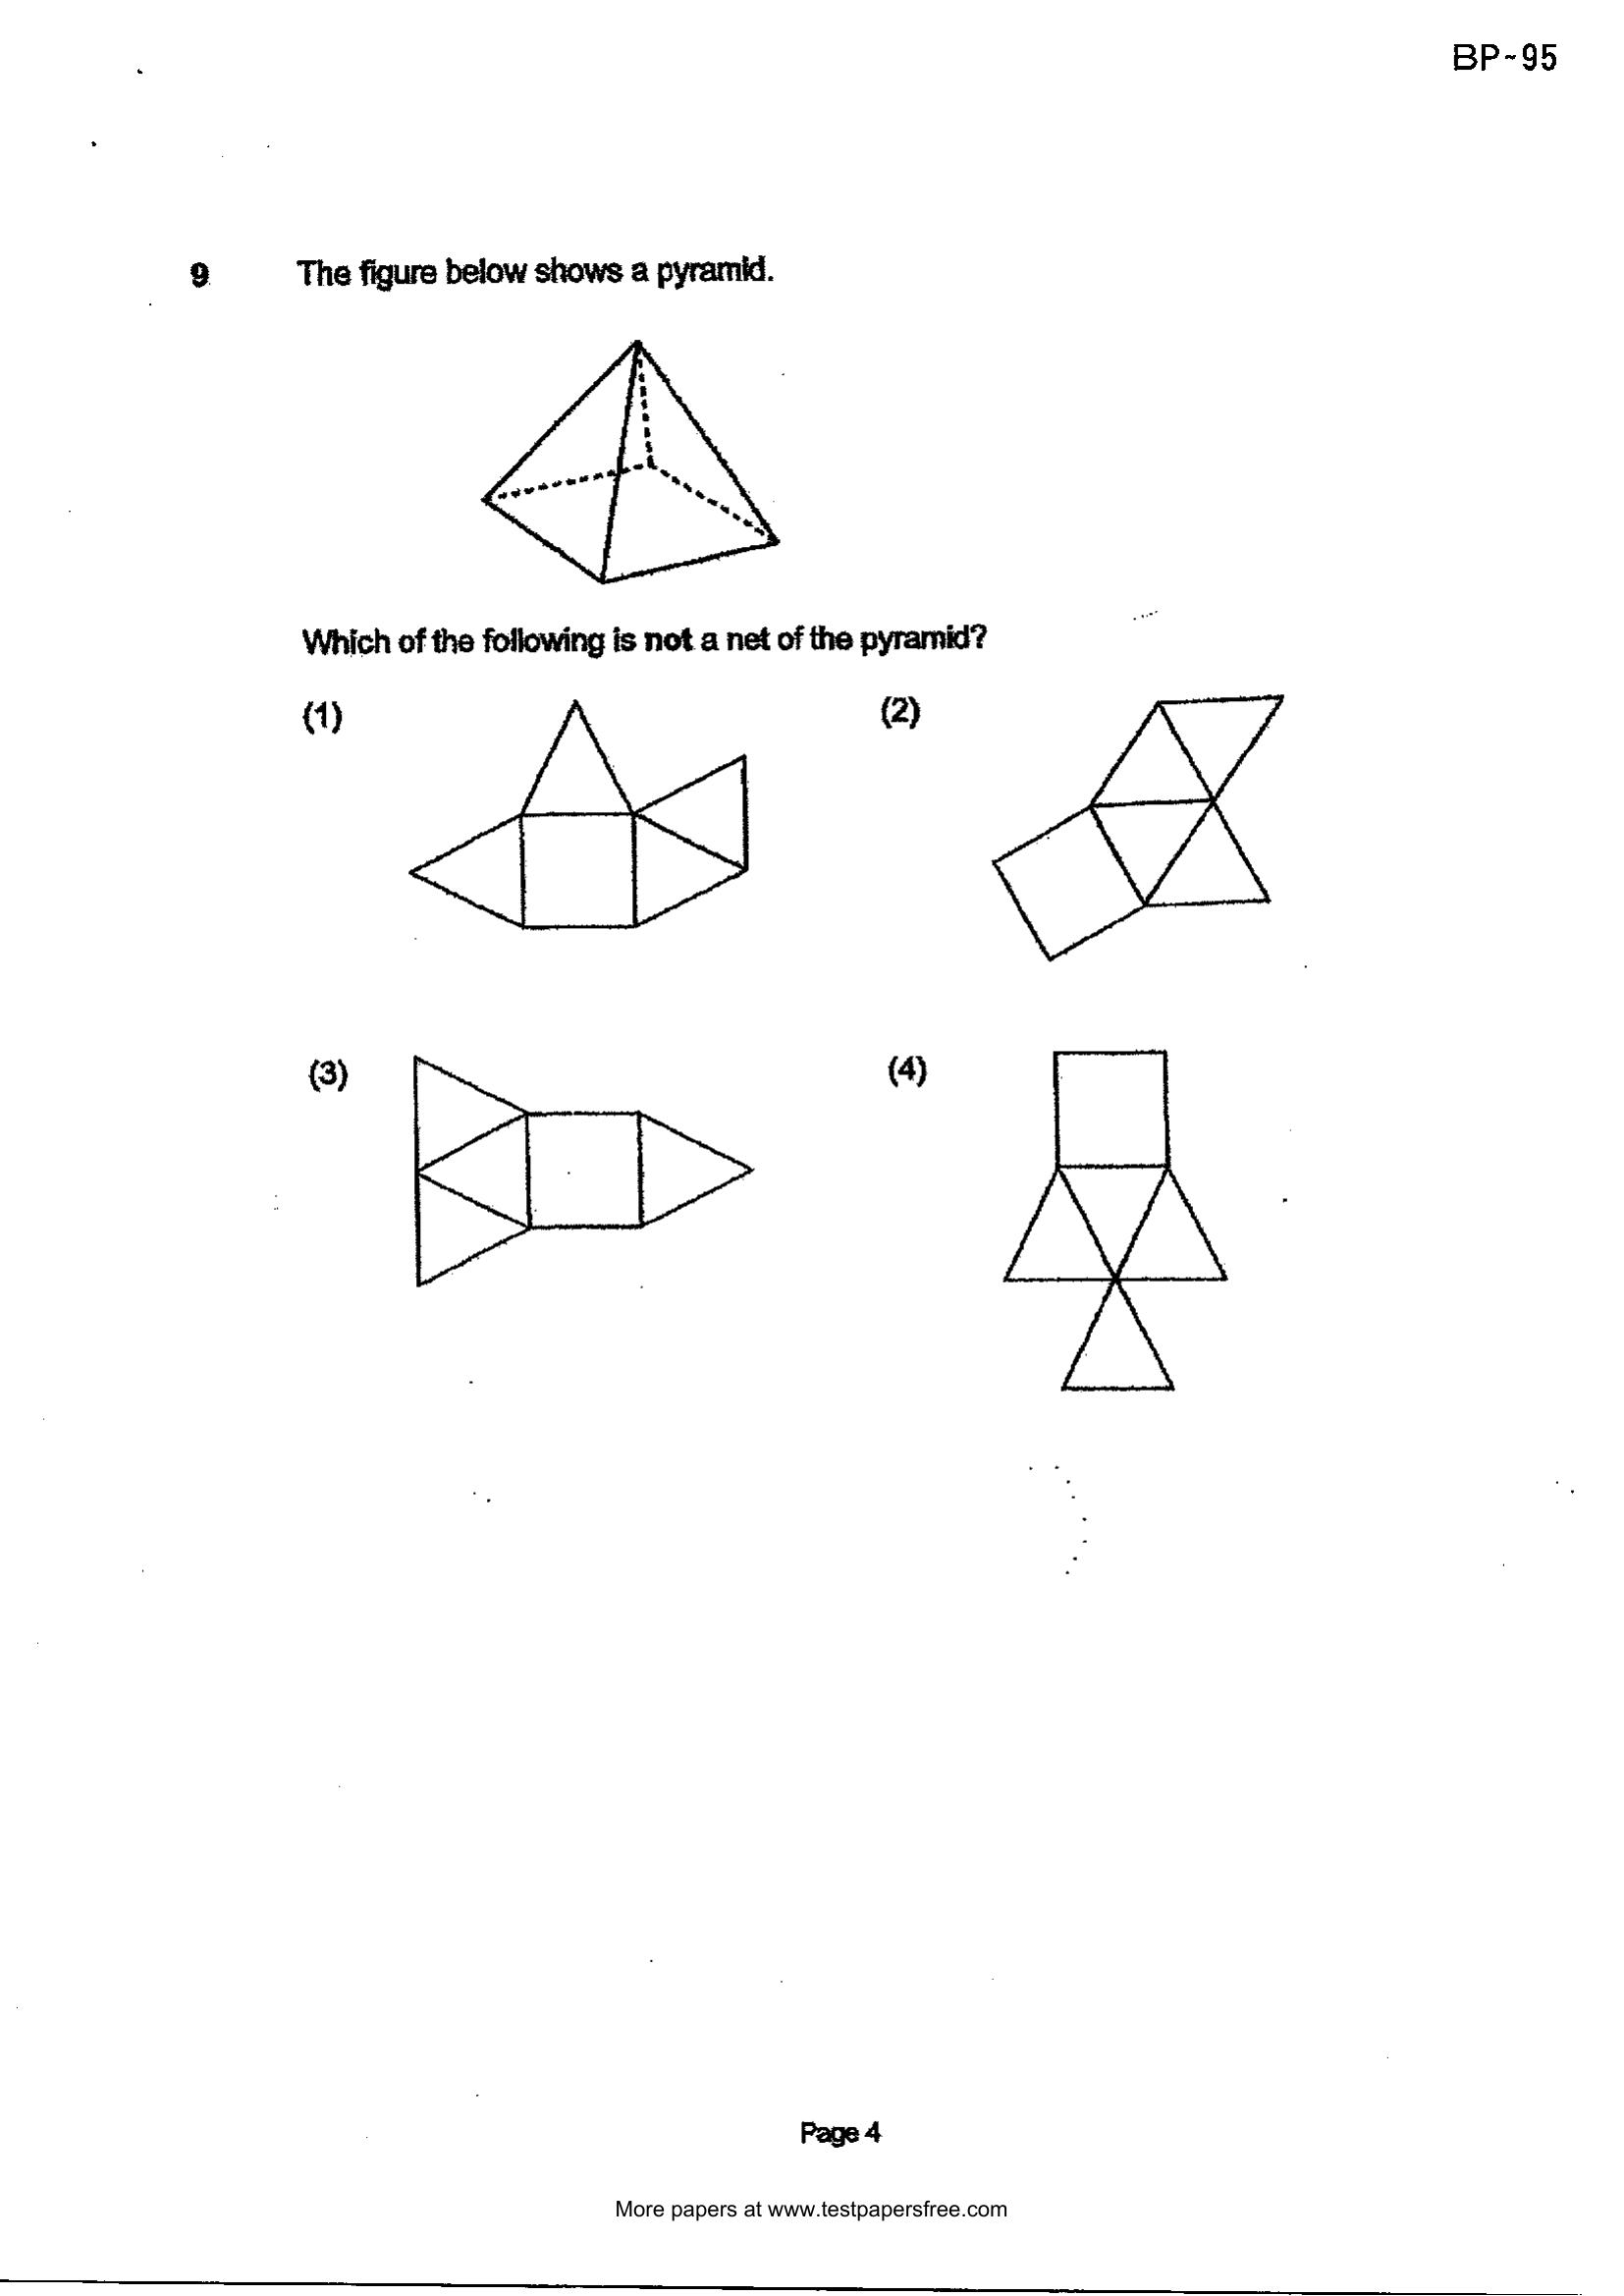 BP-95
9 The figure below shows a pyramid.
Which of the following is not a net of the pyramid?
(1) (2)
(3) (4)
Page 4
More papers at www.testpapersfree.com